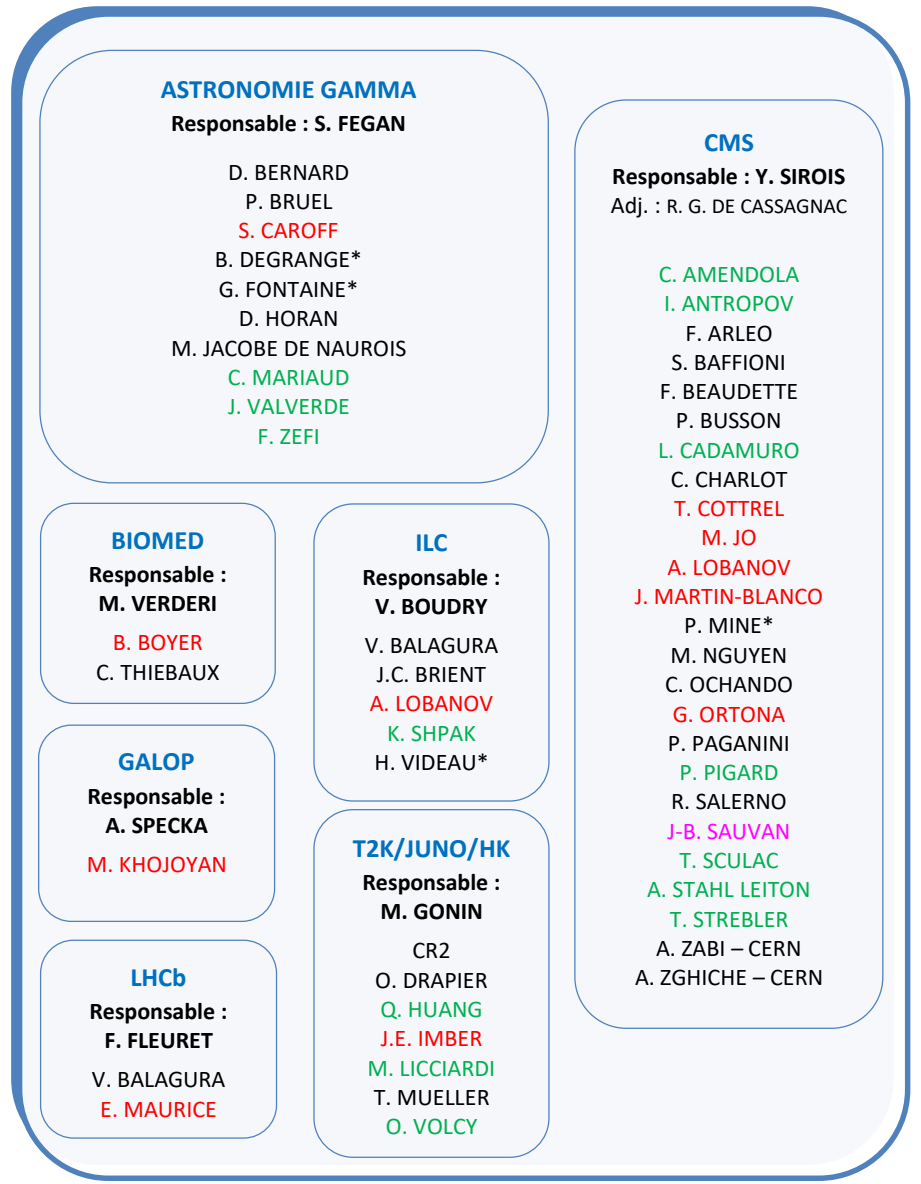 ASTRONOMIE GAMMA
Responsable : S. FEGAN
D. BERNARD
P. BRUEL
S. CAROFF
B. DEGRANGE*
G. FONTAINE*
D. HORAN
M. JACOBE DE NAUROIS
C. MARIAUD
J. VALVERDE
F. ZEFI
BIOMED
Responsable :
M. VERDERI
B. BOYER
C. THIEBAUX
GALOP
Responsable :
A. SPECKA
M. KHOJOYAN
LHCb
Responsable :
F. FLEURET
V. BALAGURA
E. MAURICE
ILC
Responsable :
V. BOUDRY
V. BALAGURA
J.C. BRIENT
A. LOBANOV
K. SHPAK
H. VIDEAU*
T2K/JUNO/HK
Responsable :
M. GONIN
CR2
O. DRAPIER
Q. HUANG
J.E. IMBER
M. LICCIARDI
T. MUELLER
O. VOLCY
CMS
Responsable : Y. SIROIS
Adj. : R. G. DE CASSAGNAC
C. AMENDOLA
I. ANTROPOV
F. ARLEO
S. BAFFIONI
F. BEAUDETTE
P. BUSSON
L. CADAMURO
C. CHARLOT
T. COTTREL
M. JO
A. LOBANOV
J. MARTIN-BLANCO
P. MINE*
M. NGUYEN
C. OCHANDO
G. ORTONA
P. PAGANINI
P. PIGARD
R. SALERNO
J-B. SAUVAN
T. SCULAC
A. STAHL LEITON
T. STREBLER
A. ZABI – CERN
A. ZGHICHE – CERN